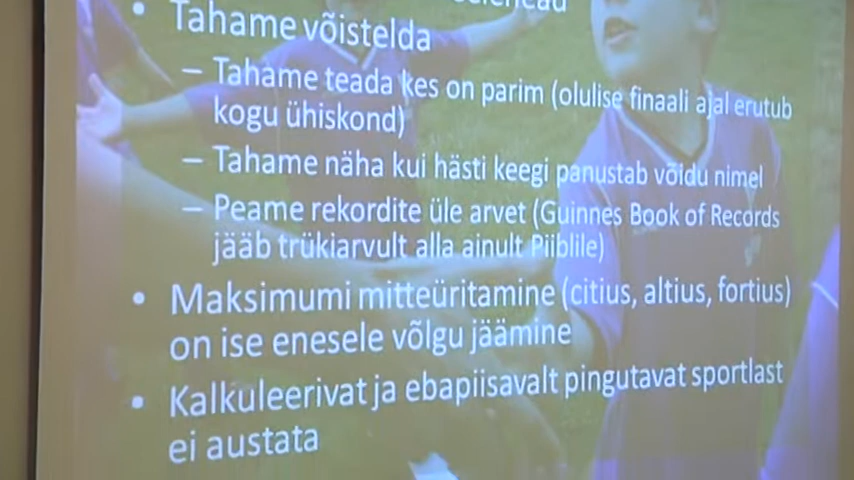 • Tahame võistelda
– Tahame teada kes on parim (olulise finaali ajal erutub
kogu ühiskond)
– Tahame näha kui hästi keegi panustab võidu nimel
– Peame rekordite üle arvet (Guinnes Book of Records
jääb trükiarvult alla ainult Piiblile)
• Maksimumi mitteüritamine (citius, altius, fortius)
on ise enesele võlgu jäämine
• Kalkuleerivat ja ebapiisavalt pingutavat sportlast
ei austata